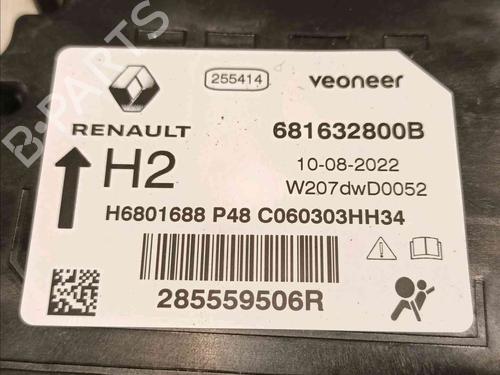 255414
veoneer
RENAULT
681632800B
H2
10-08-2022
W207dwD0052
H6801688 P48 C060303HH34
285559506R
B-PARTS